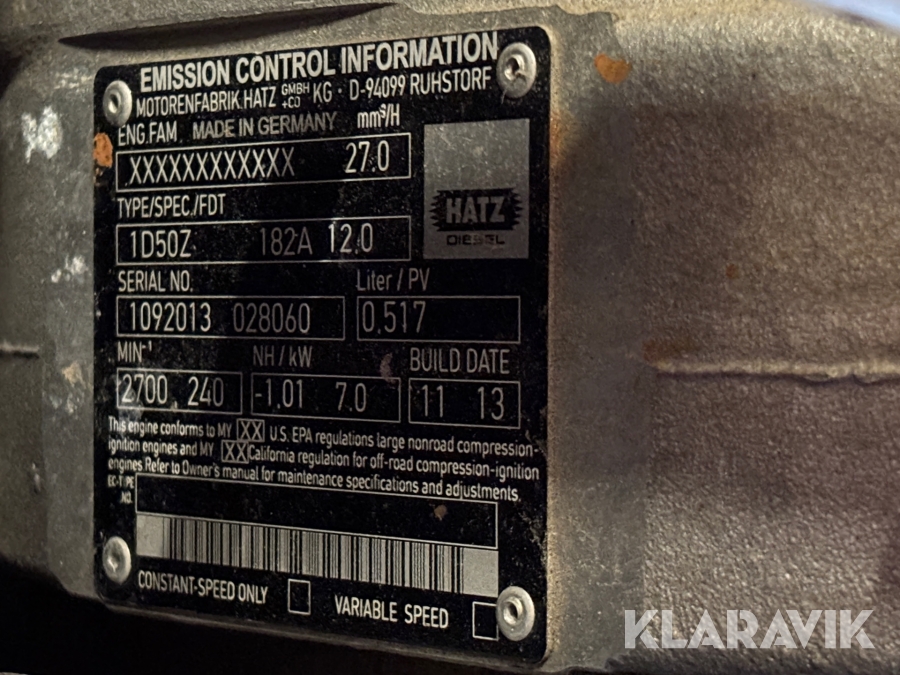 EMISSION CONTROL INFORMATION
MOTORENFABRIK HATZ GMBH +CO KG · D-94099 RUHSTORF
ENG.FAM MADE IN GERMANY mm³/H
XXXXXXXXXXXX 27.0
TYPE/SPEC./FDT
1D50Z 182A 12.0
HATZ
DIESEL
SERIAL NO. Liter / PV
1092013 028060 0.517
MIN⁻¹ NH / kW BUILD DATE
2700 240 -1.01 7.0 11 13
This engine conforms to MY XX U.S. EPA regulations large nonroad compression-
ignition engines and MY XX California regulation for off-road compression-ignition
engines Refer to Owner's manual for maintenance specifications and adjustments.
EC-TYPE
NO.
CONSTANT-SPEED ONLY VARIABLE SPEED
KLARAVIK